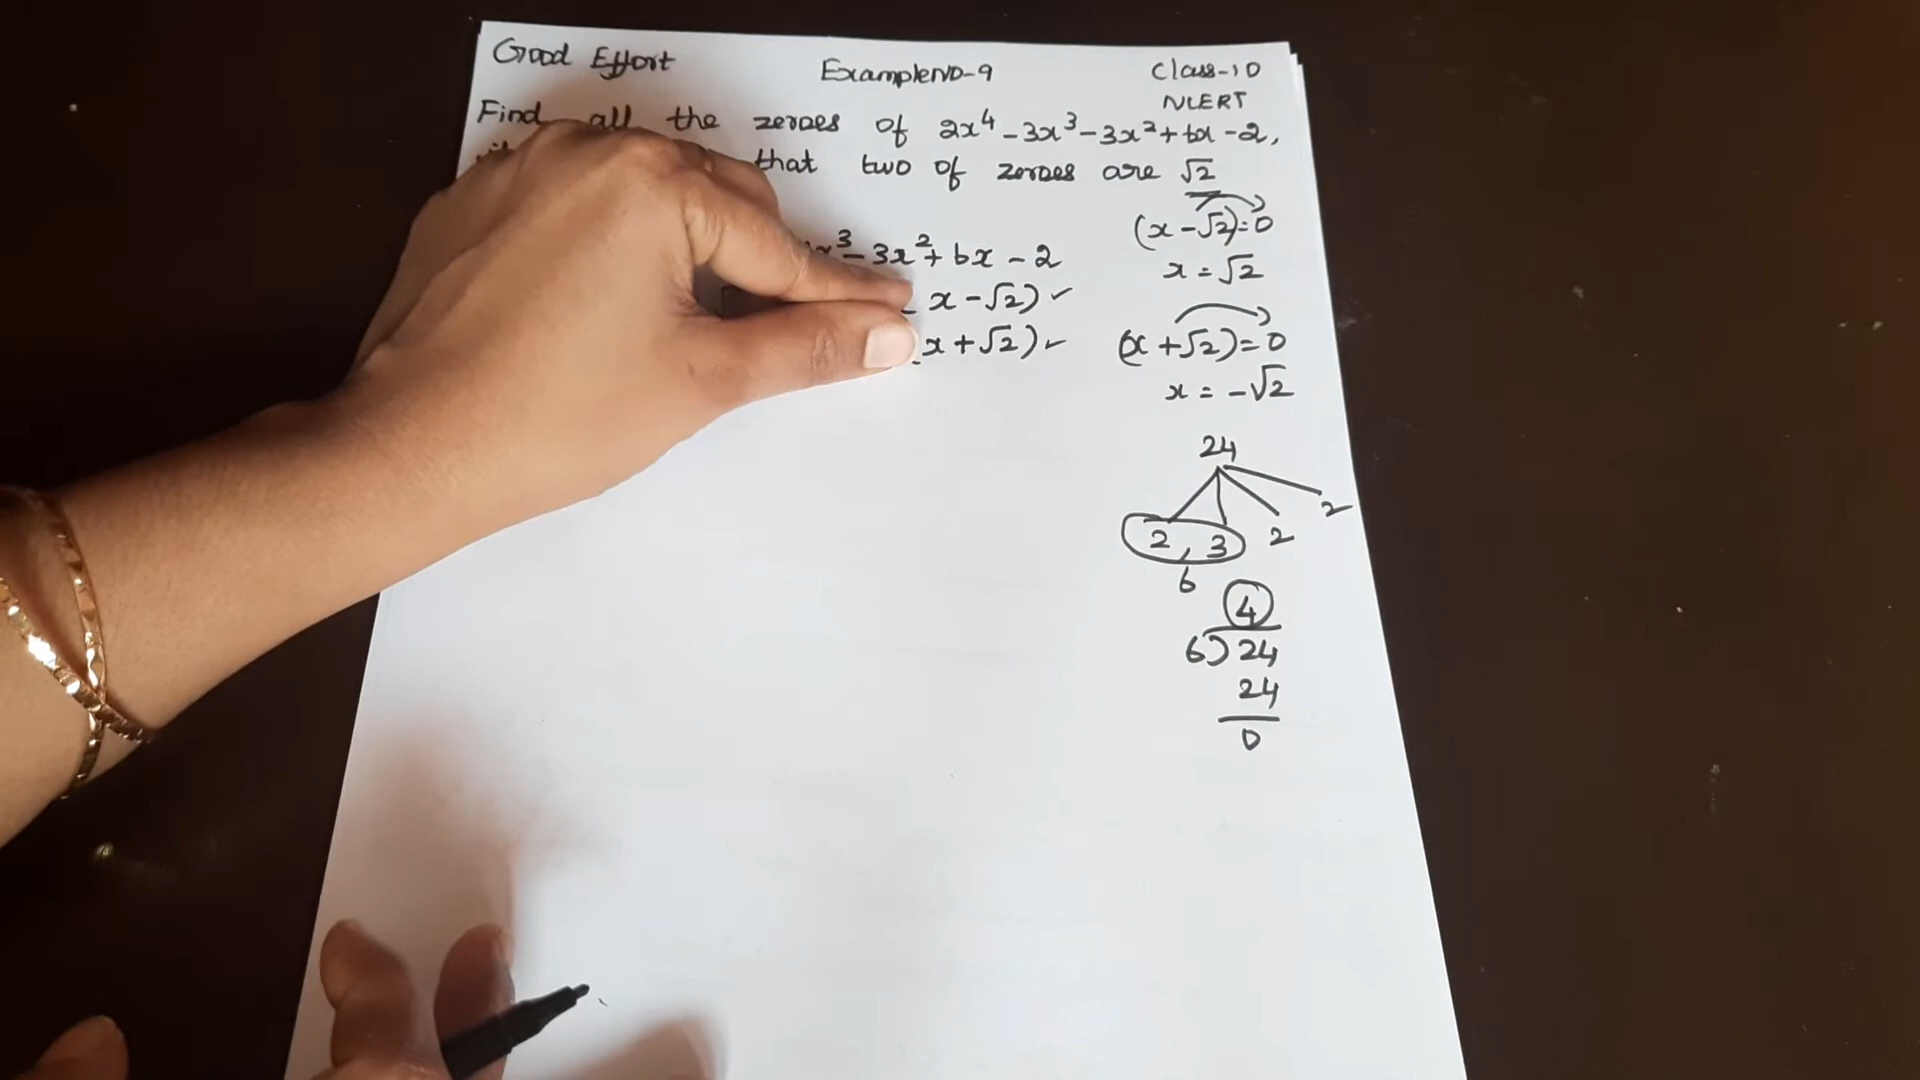 Good Effort
Example NO-9
Class-10
NCERT
Find all the zeroes of 2x⁴-3x³-3x²+6x-2,
that two of zeroes are √2
x³-3x²+6x-2
x-√2) ✓
(x+√2) ✓
(x-√2)=0
x=√2
(x+√2)=0
x=-√2
24
2, 3 2 2
6
4
6)24
24
0